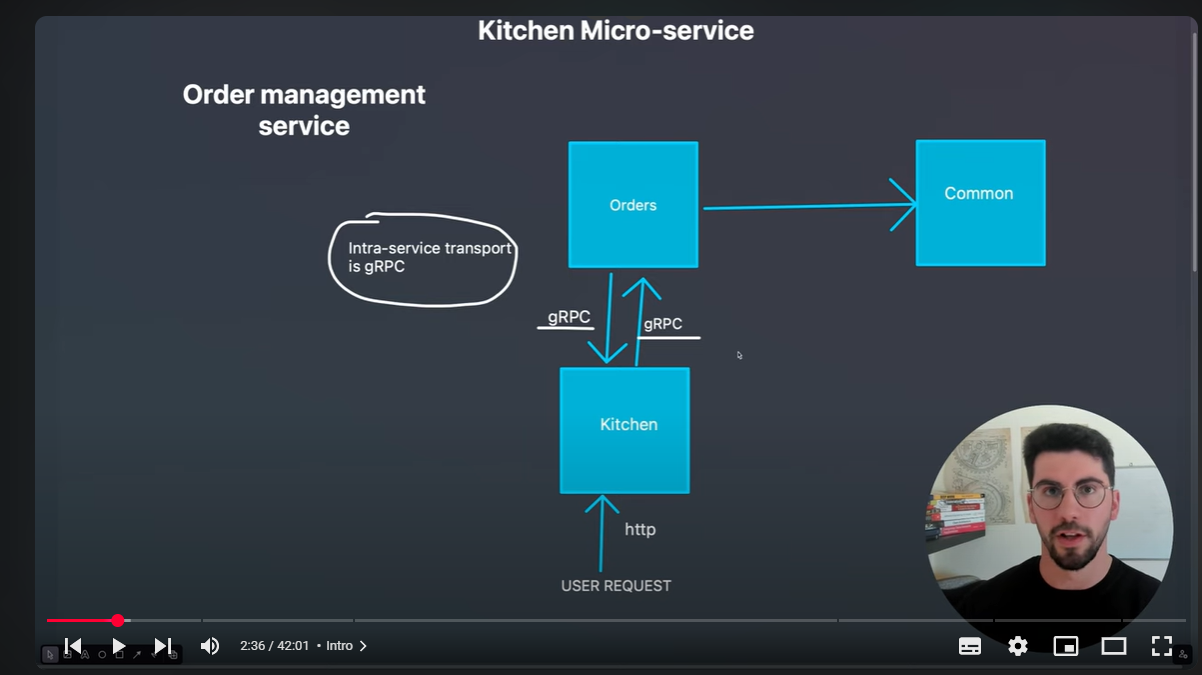 Kitchen Micro-service
Order management
service
Orders
Common
Intra-service transport
is gRPC
gRPC
gRPC
Kitchen
http
USER REQUEST
2:36 / 42:01 • Intro